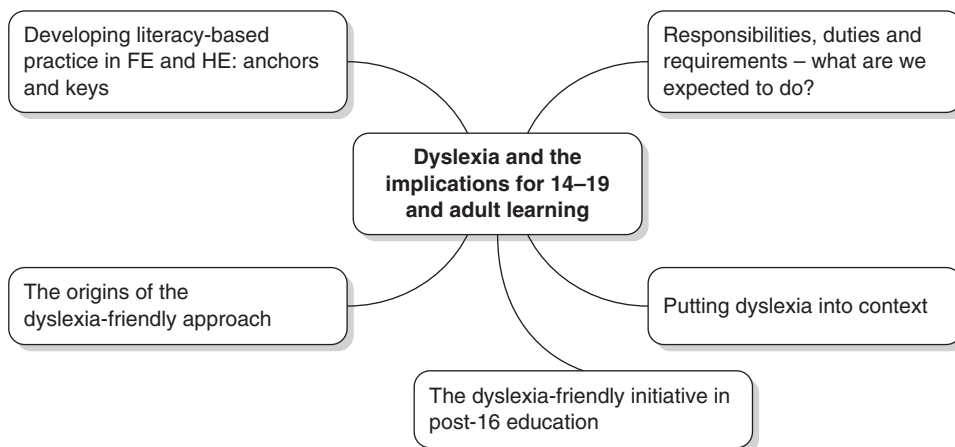 Developing literacy-based
practice in FE and HE: anchors
and keys
Responsibilities, duties and
requirements – what are we
expected to do?
Dyslexia and the
implications for 14–19
and adult learning
The origins of the
dyslexia-friendly approach
Putting dyslexia into context
The dyslexia-friendly initiative in
post-16 education